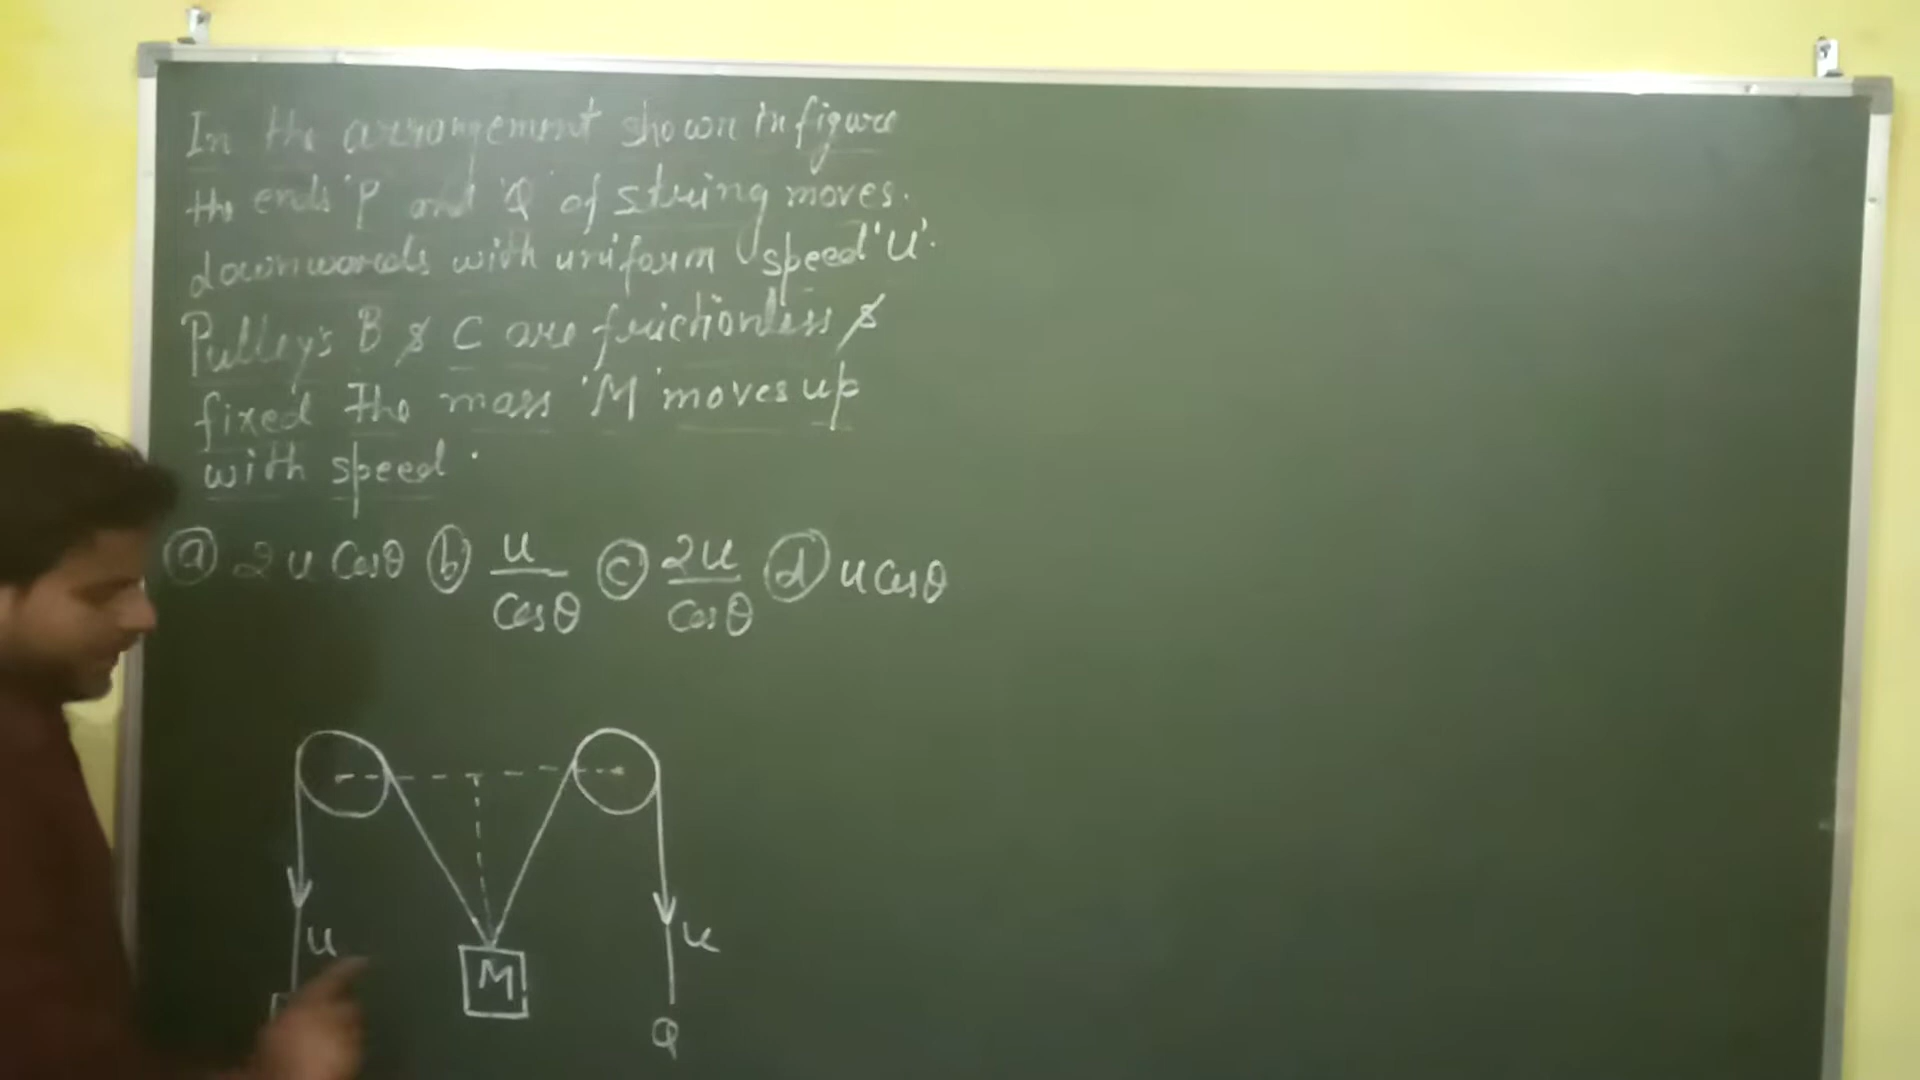 In the arrangement shown in figure
the ends 'P' and 'Q' of string moves.
downwards with uniform speed 'u'.
Pulley's B & C are frictionless &
fixed The mass 'M' moves up
with speed.
ⓐ 2u Cosθ ⓑ u/Cosθ ⓒ 2u/Cosθ ⓓ u Cosθ
u
u
M
Q